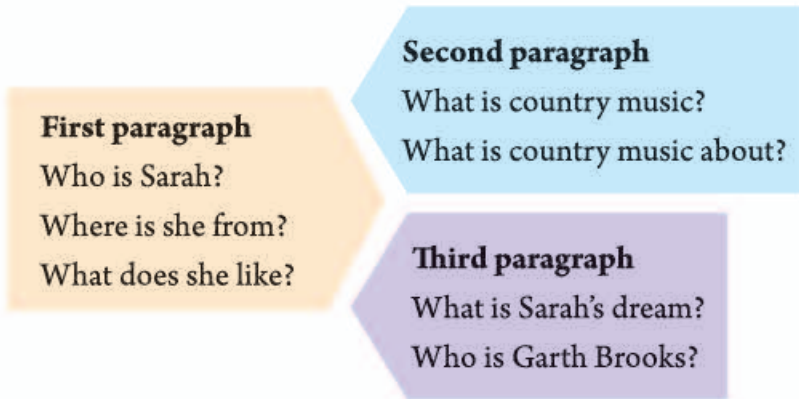 First paragraph
Who is Sarah?
Where is she from?
What does she like?
Second paragraph
What is country music?
What is country music about?
Third paragraph
What is Sarah's dream?
Who is Garth Brooks?